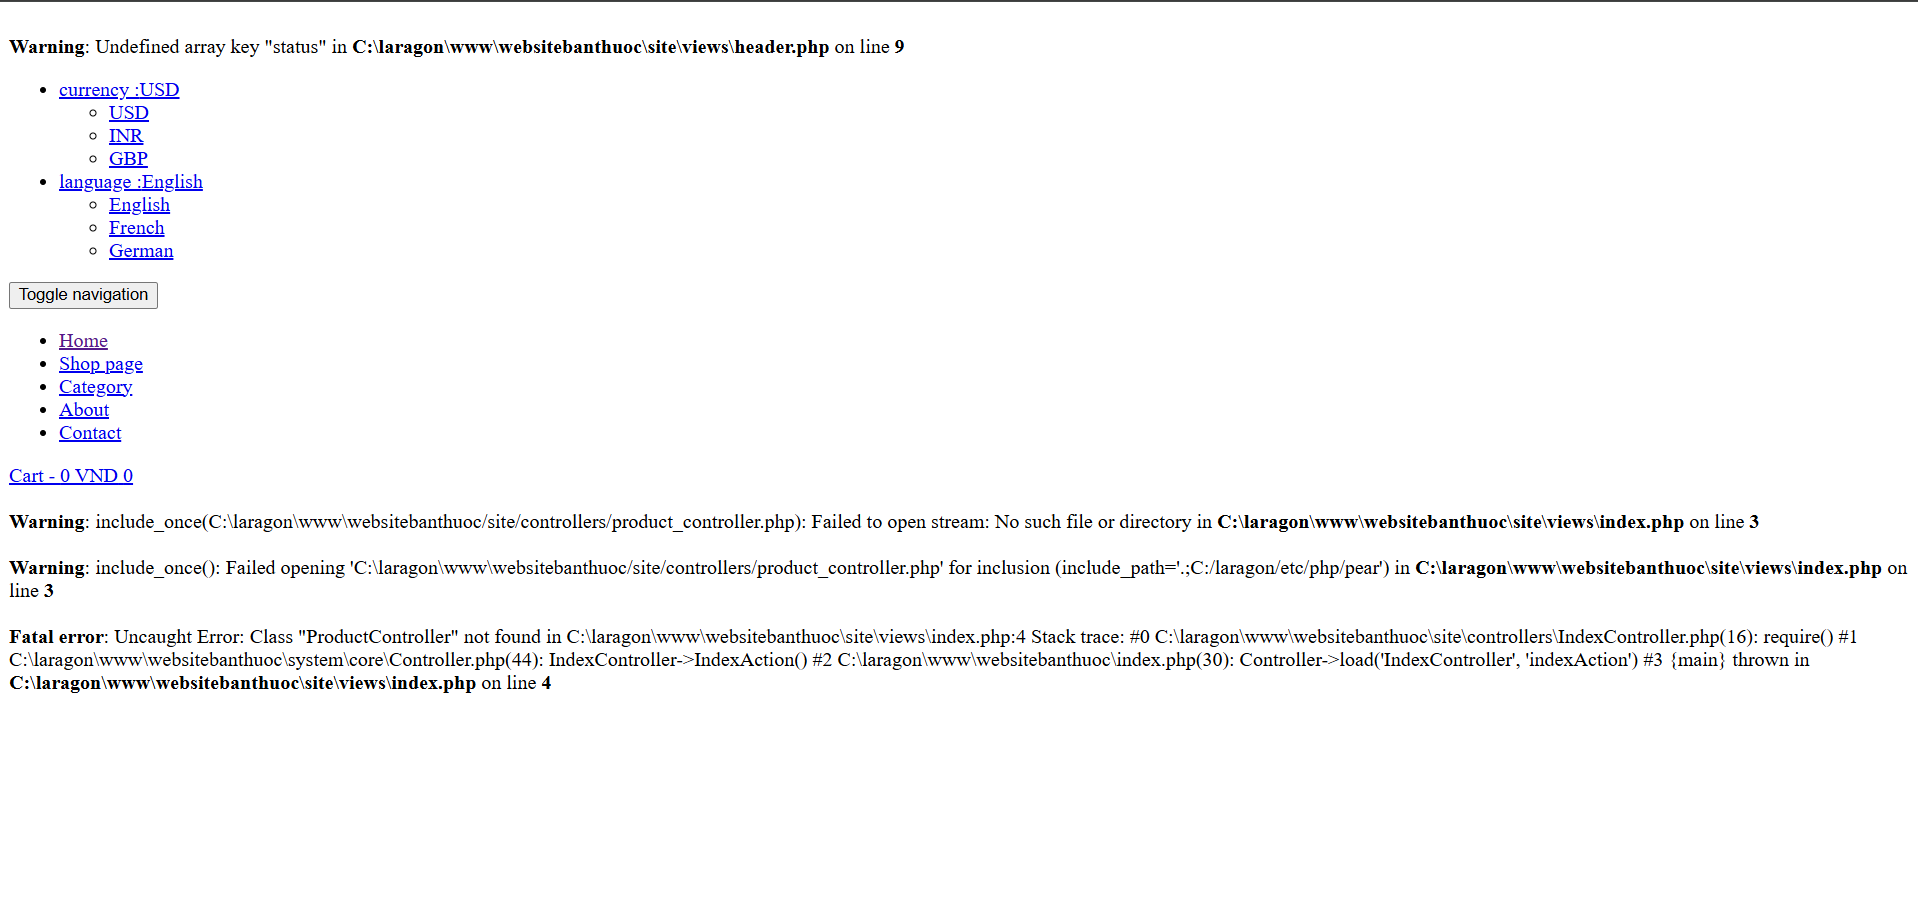 Warning: Undefined array key "status" in C:\laragon\www\websitebanthuoc\site\views\header.php on line 9
currency :USD
USD
INR
GBP
language :English
English
French
German
Toggle navigation
Home
Shop page
Category
About
Contact
Cart - 0 VND 0
Warning: include_once(C:\laragon\www\websitebanthuoc/site/controllers/product_controller.php): Failed to open stream: No such file or directory in C:\laragon\www\websitebanthuoc\site\views\index.php on line 3
Warning: include_once(): Failed opening 'C:\laragon\www\websitebanthuoc/site/controllers/product_controller.php' for inclusion (include_path='.;C:/laragon/etc/php/pear') in C:\laragon\www\websitebanthuoc\site\views\index.php on
line 3
Fatal error: Uncaught Error: Class "ProductController" not found in C:\laragon\www\websitebanthuoc\site\views\index.php:4 Stack trace: #0 C:\laragon\www\websitebanthuoc\site\controllers\IndexController.php(16): require() #1
C:\laragon\www\websitebanthuoc\system\core\Controller.php(44): IndexController->IndexAction() #2 C:\laragon\www\websitebanthuoc\index.php(30): Controller->load('IndexController', 'indexAction') #3 {main} thrown in
C:\laragon\www\websitebanthuoc\site\views\index.php on line 4